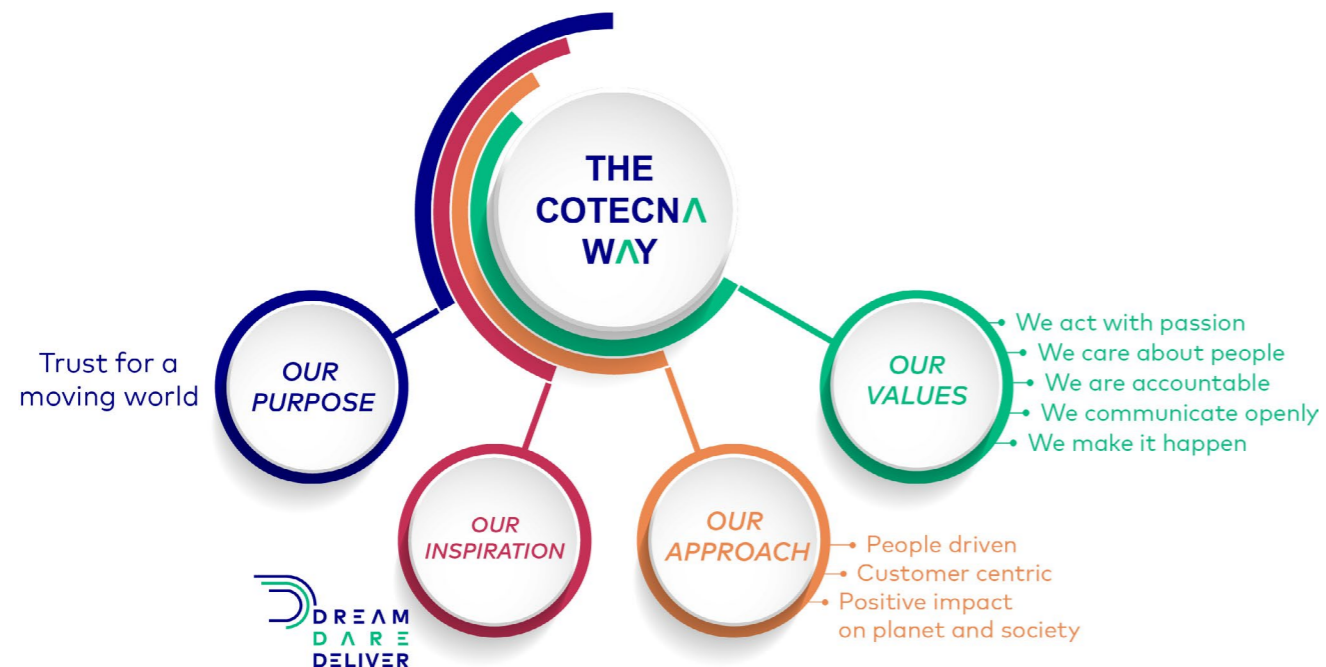 THE
COTECNA
WAY
OUR
PURPOSE
Trust for a
moving world
OUR
INSPIRATION
DREAM
DARE
DELIVER
OUR
APPROACH
People driven
Customer centric
Positive impact
on planet and society
OUR
VALUES
We act with passion
We care about people
We are accountable
We communicate openly
We make it happen